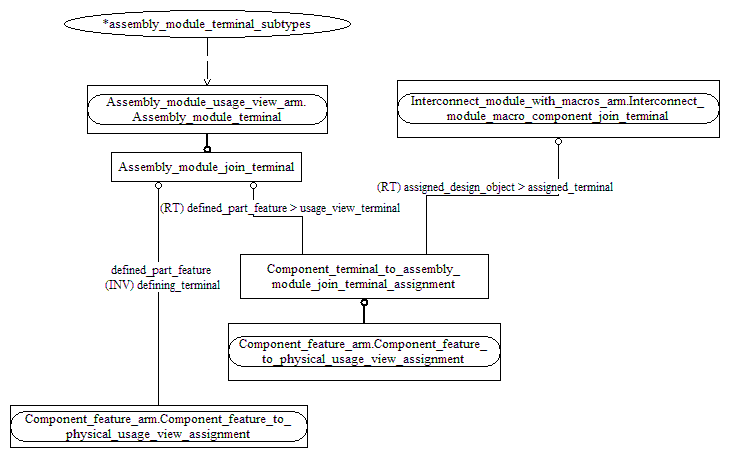 *assembly_module_terminal_subtypes
Assembly_module_usage_view_arm.
Assembly_module_terminal
Interconnect_module_with_macros_arm.Interconnect_
module_macro_component_join_terminal
Assembly_module_join_terminal
(RT) assigned_design_object > assigned_terminal
(RT) defined_part_feature > usage_view_terminal
defined_part_feature
(INV) defining_terminal
Component_terminal_to_assembly_
module_join_terminal_assignment
Component_feature_arm.Component_feature_
to_physical_usage_view_assignment
Component_feature_arm.Component_feature_to_
physical_usage_view_assignment